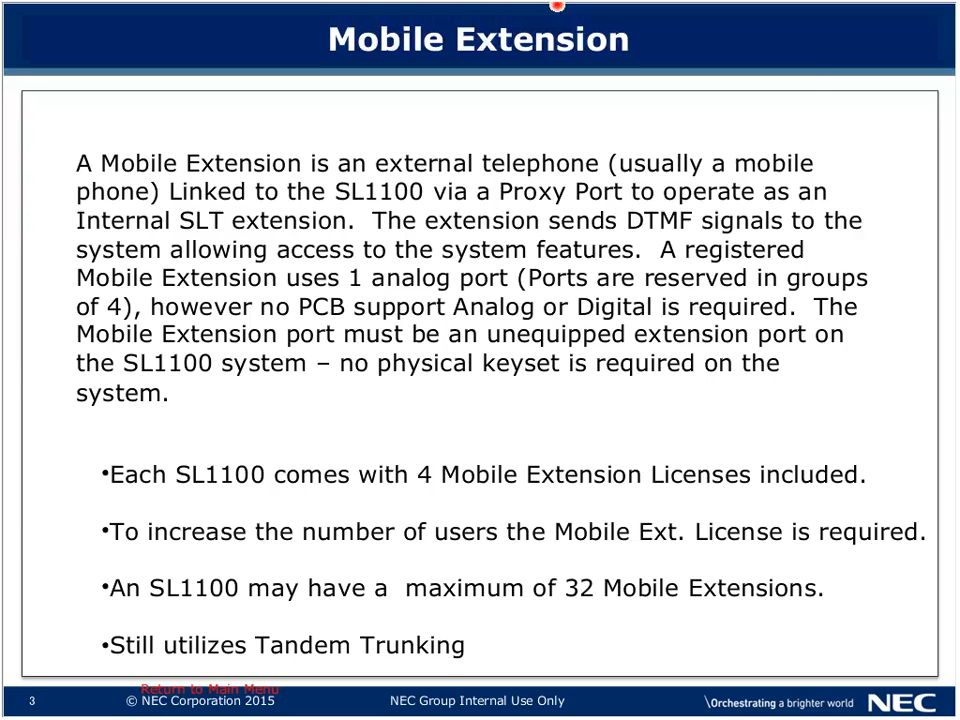 Mobile Extension
A Mobile Extension is an external telephone (usually a mobile
phone) Linked to the SL1100 via a Proxy Port to operate as an
Internal SLT extension.  The extension sends DTMF signals to the
system allowing access to the system features.  A registered
Mobile Extension uses 1 analog port (Ports are reserved in groups
of 4), however no PCB support Analog or Digital is required.  The
Mobile Extension port must be an unequipped extension port on
the SL1100 system – no physical keyset is required on the
system.
•Each SL1100 comes with 4 Mobile Extension Licenses included.
•To increase the number of users the Mobile Ext. License is required.
•An SL1100 may have a  maximum of 32 Mobile Extensions.
•Still utilizes Tandem Trunking
Return to Main Menu
3 © NEC Corporation 2015 NEC Group Internal Use Only \Orchestrating a brighter world NEC